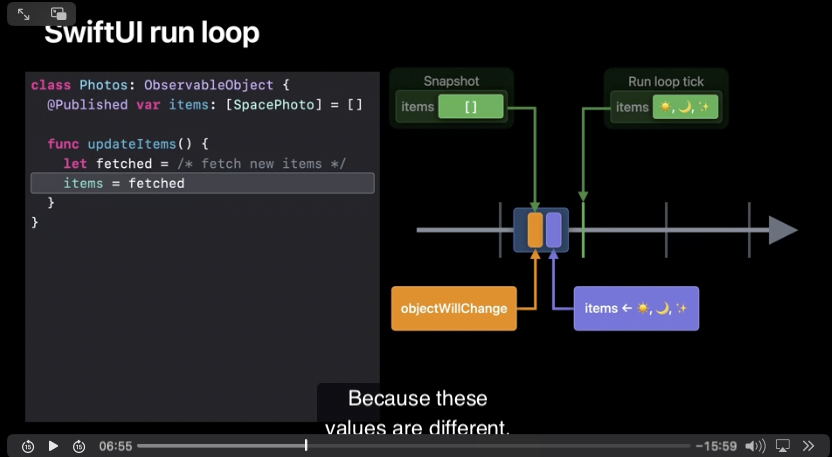 SwiftUI run loop
class Photos: ObservableObject {
@Published var items: [SpacePhoto] = []
func updateItems() {
let fetched = /* fetch new items */
items = fetched
}
}
Snapshot
items [ ]
Run loop tick
items ☀️, 🌙, ✨
objectWillChange
items ← ☀️, 🌙, ✨
Because these
values are different,
15
15
06:55
-15:59